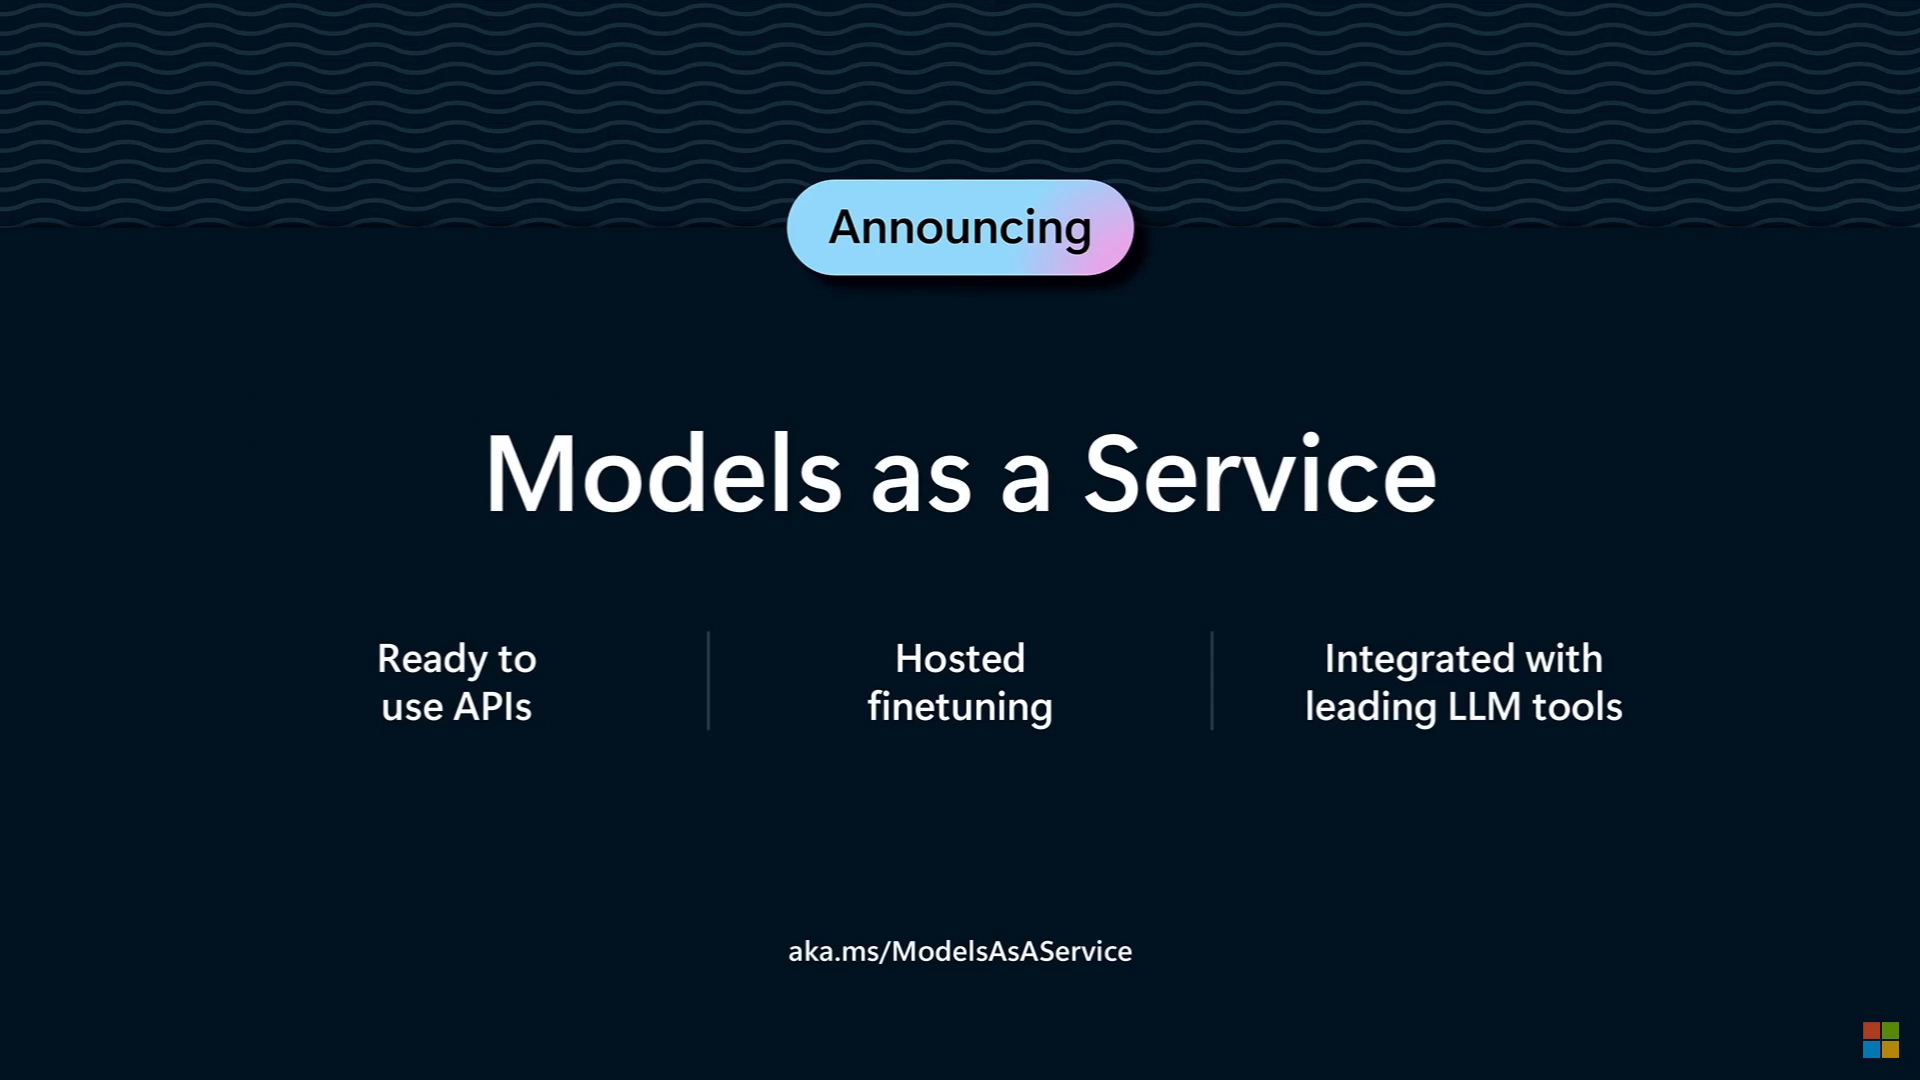 Announcing
Models as a Service
Ready to
use APIs
Hosted
finetuning
Integrated with
leading LLM tools
aka.ms/ModelsAsAService